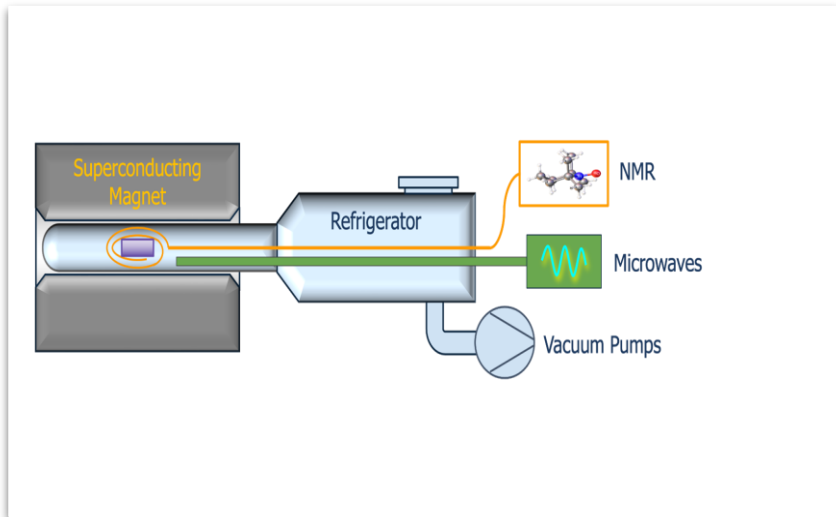 Superconducting
Magnet
Refrigerator
NMR
Microwaves
Vacuum Pumps